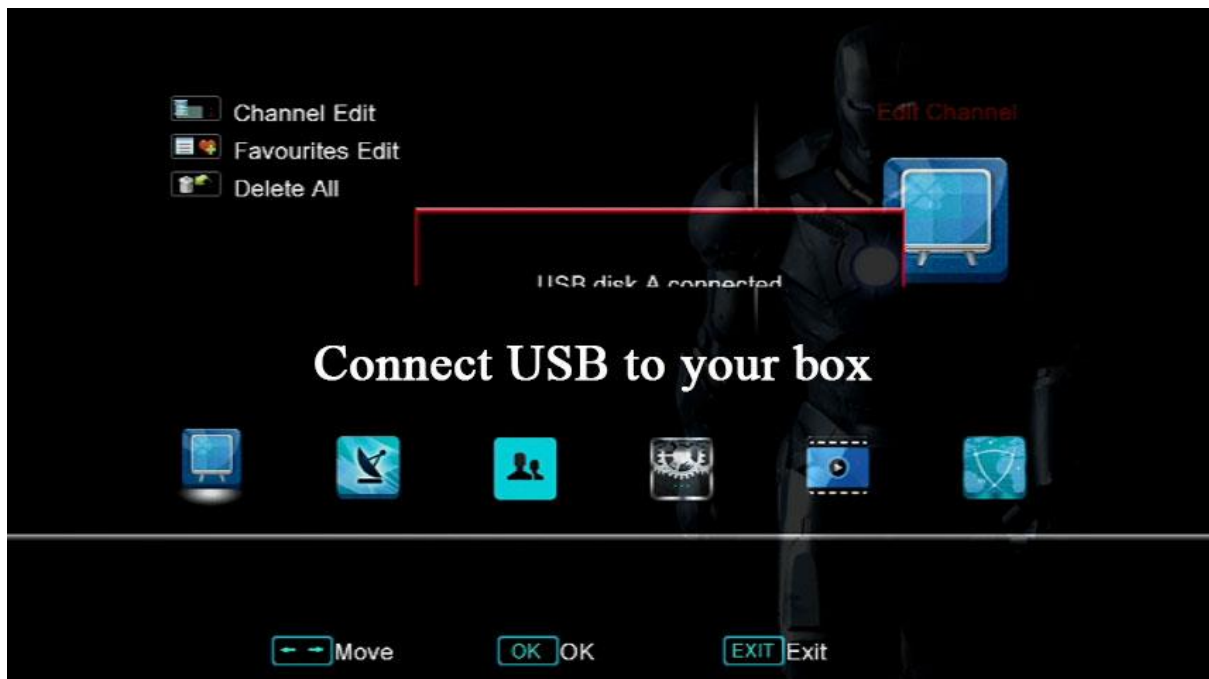 Channel Edit
Edit Channel
Favourites Edit
Delete All
USB disk A connected
Connect USB to your box
Move
OK OK
EXIT Exit